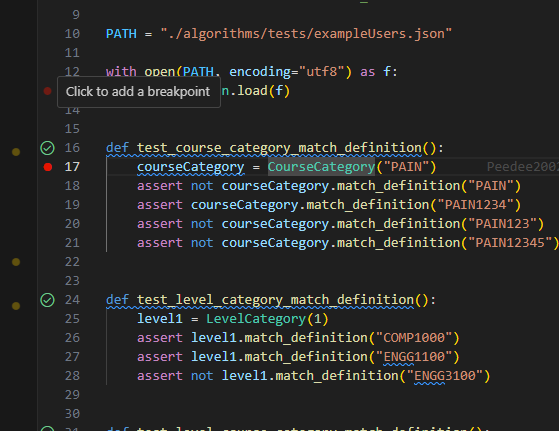 9
10 PATH = "./algorithms/tests/exampleUsers.json"
11
12 with open(PATH, encoding="utf8") as f:
Click to add a breakpoint n.load(f)
14
15
16 def test_course_category_match_definition():
17 courseCategory = CourseCategory("PAIN") Peedee2002
18 assert not courseCategory.match_definition("PAIN")
19 assert courseCategory.match_definition("PAIN1234")
20 assert not courseCategory.match_definition("PAIN123")
21 assert not courseCategory.match_definition("PAIN12345")
22
23
24 def test_level_category_match_definition():
25 level1 = LevelCategory(1)
26 assert level1.match_definition("COMP1000")
27 assert level1.match_definition("ENGG1100")
28 assert not level1.match_definition("ENGG3100")
29
30